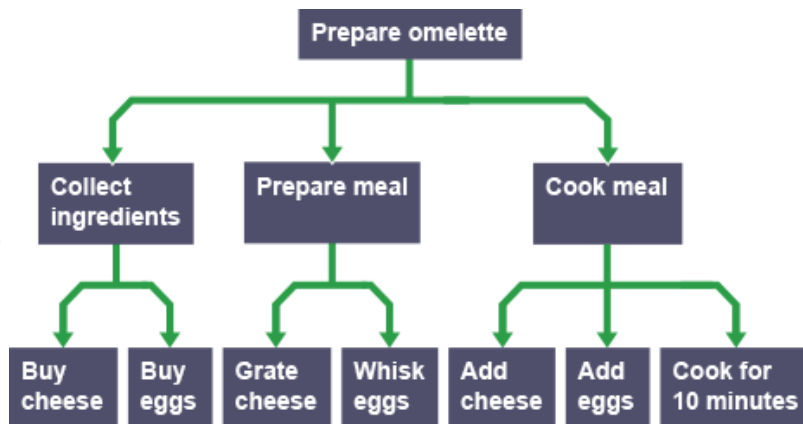 Prepare omelette
Collect
ingredients
Prepare meal
Cook meal
Buy
cheese
Buy
eggs
Grate
cheese
Whisk
eggs
Add
cheese
Add
eggs
Cook for
10 minutes